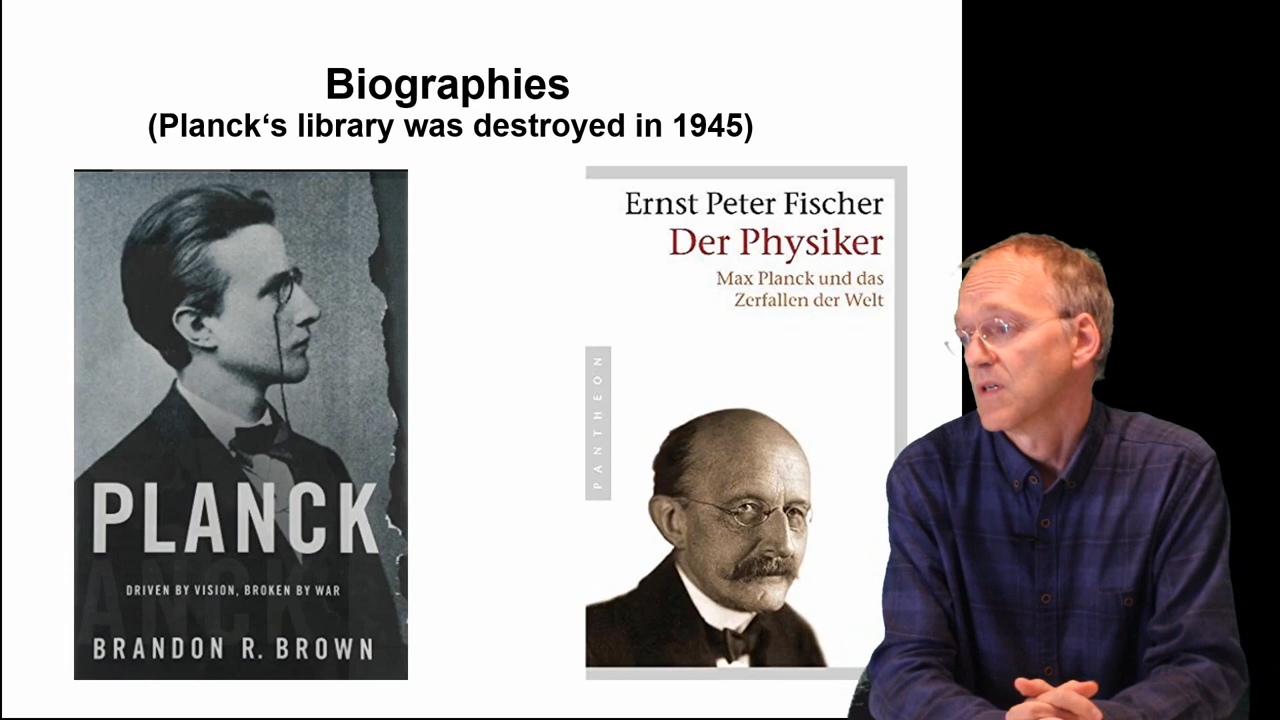 Biographies
(Planck‘s library was destroyed in 1945)
PLANCK
DRIVEN BY VISION, BROKEN BY WAR
BRANDON R. BROWN
Ernst Peter Fischer
Der Physiker
Max Planck und das
Zerfallen der Welt
PANTHEON